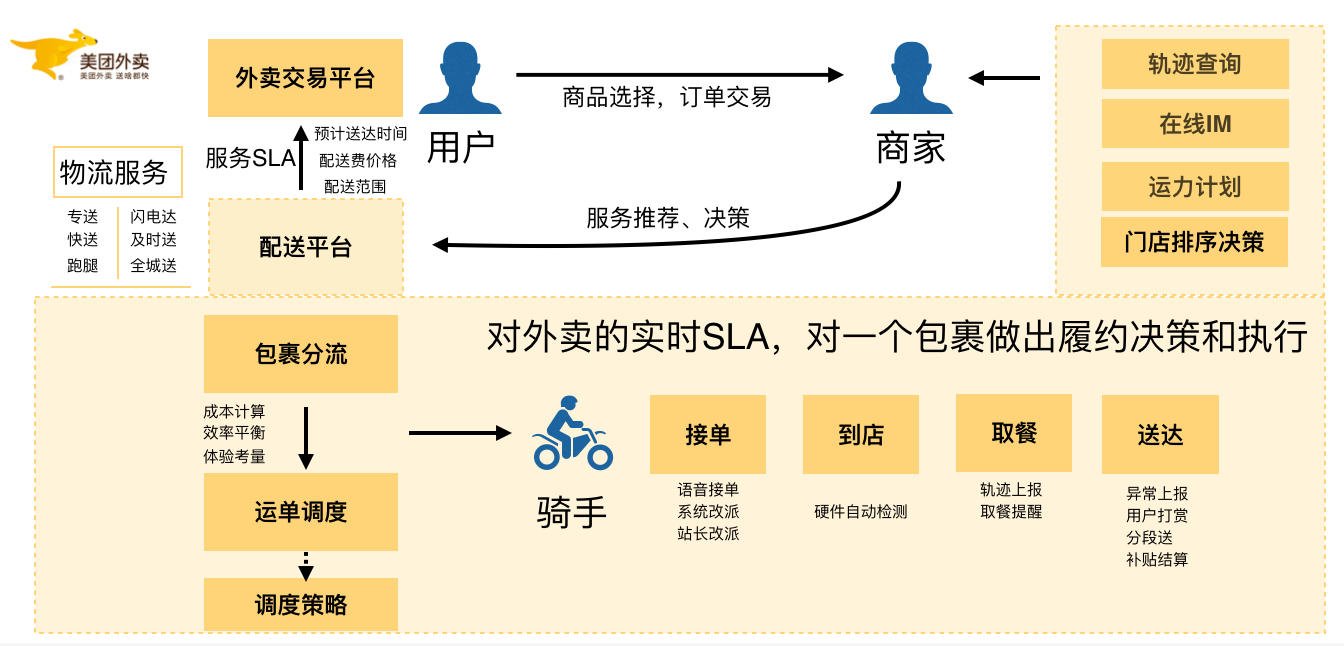 美团外卖
美团外卖 送啥都快
外卖交易平台
用户
商品选择，订单交易
商家
轨迹查询
在线IM
运力计划
门店排序决策
服务SLA
预计送达时间
配送费价格
配送范围
物流服务
专送
闪电达
快送
及时送
跑腿
全城送
配送平台
服务推荐、决策
对外卖的实时SLA，对一个包裹做出履约决策和执行
包裹分流
成本计算
效率平衡
体验考量
运单调度
调度策略
骑手
接单
语音接单
系统改派
站长改派
到店
硬件自动检测
取餐
轨迹上报
取餐提醒
送达
异常上报
用户打赏
分段送
补贴结算